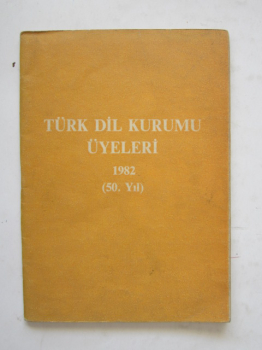 TÜRK DİL KURUMU
ÜYELERİ
1982
(50. Yıl)